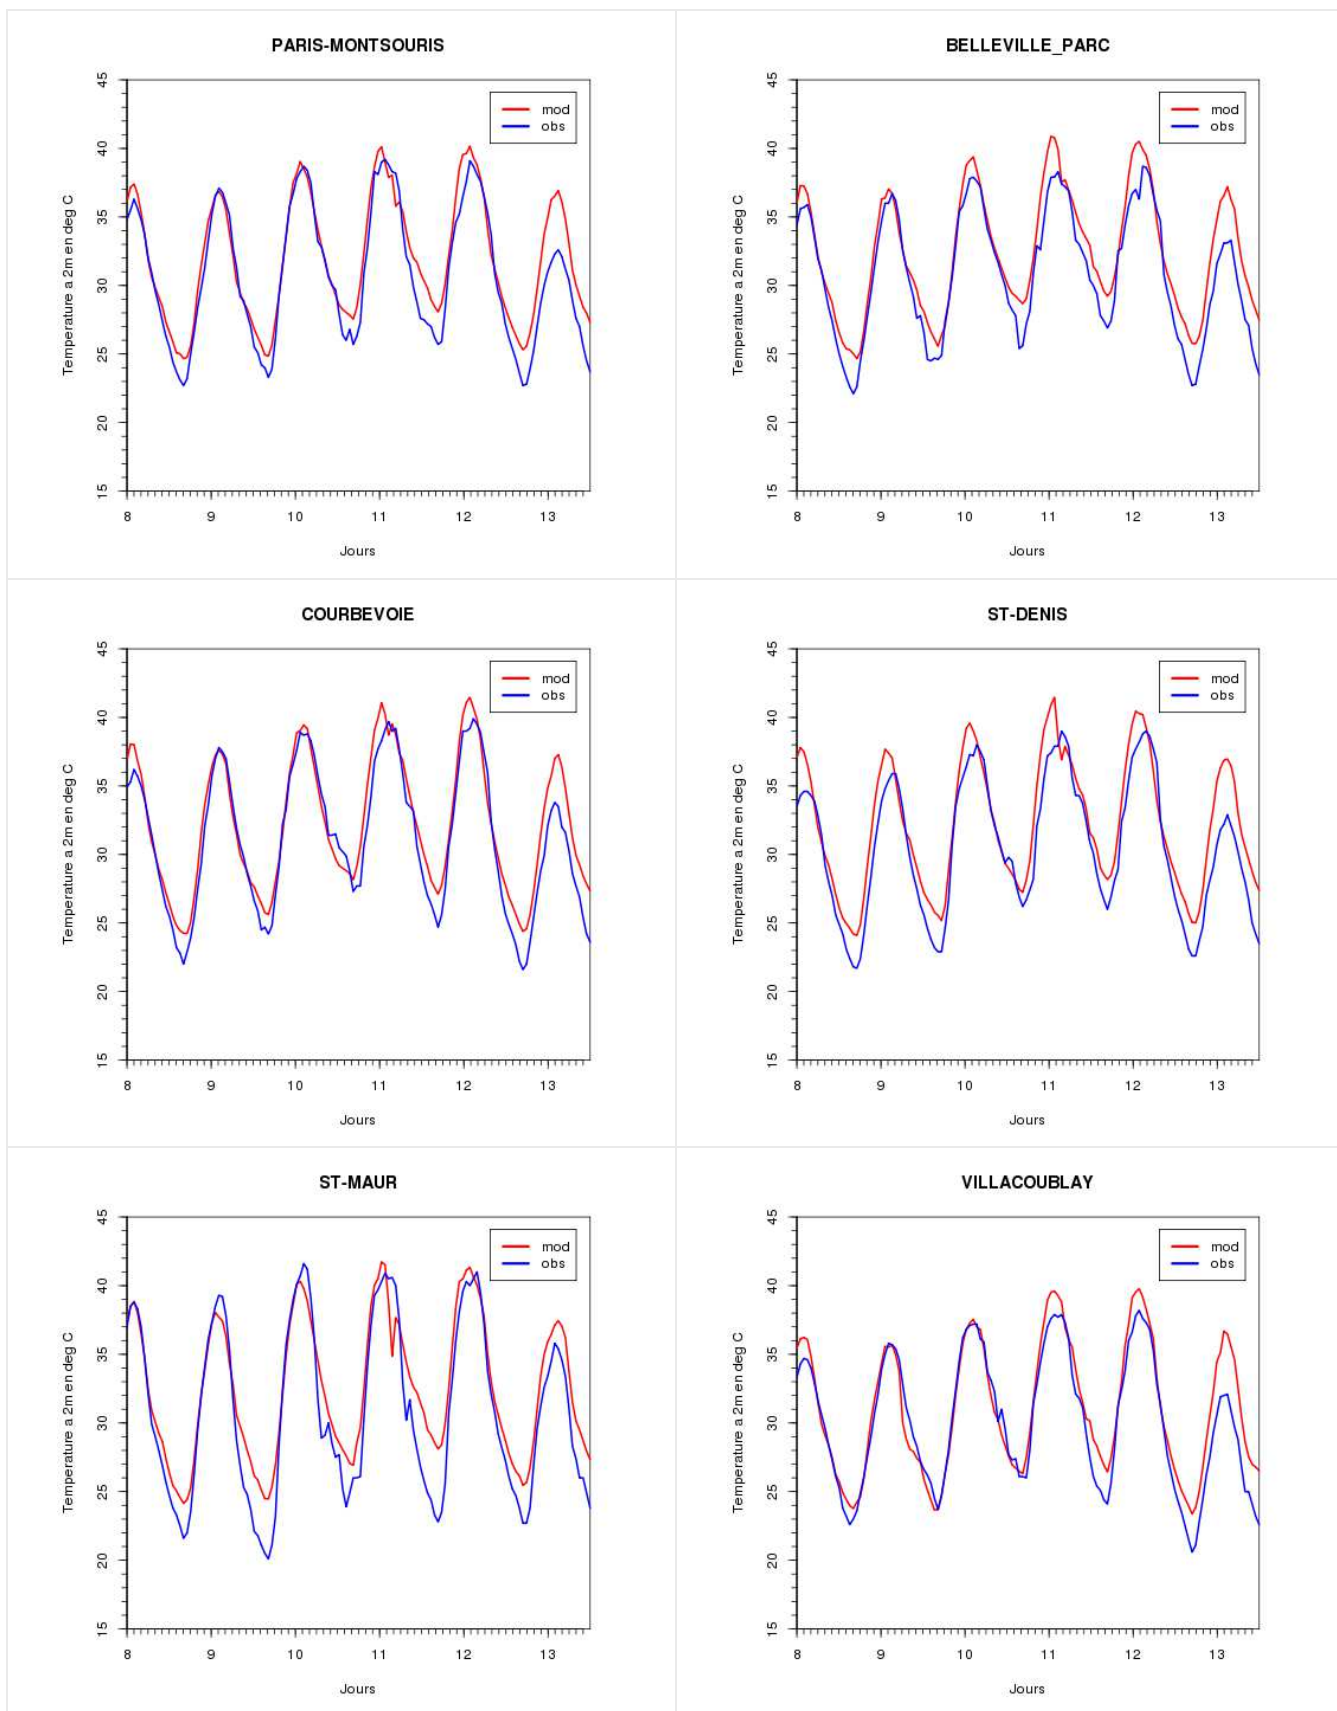 PARIS-MONTSOURIS
mod
obs
Temperature a 2m en deg C
45
40
35
30
25
20
15
8 9 10 11 12 13
Jours
BELLEVILLE_PARC
mod
obs
Temperature a 2m en deg C
45
40
35
30
25
20
15
8 9 10 11 12 13
Jours
COURBEVOIE
mod
obs
Temperature a 2m en deg C
45
40
35
30
25
20
15
8 9 10 11 12 13
Jours
ST-DENIS
mod
obs
Temperature a 2m en deg C
45
40
35
30
25
20
15
8 9 10 11 12 13
Jours
ST-MAUR
mod
obs
Temperature a 2m en deg C
45
40
35
30
25
20
15
8 9 10 11 12 13
Jours
VILLACOUBLAY
mod
obs
Temperature a 2m en deg C
45
40
35
30
25
20
15
8 9 10 11 12 13
Jours